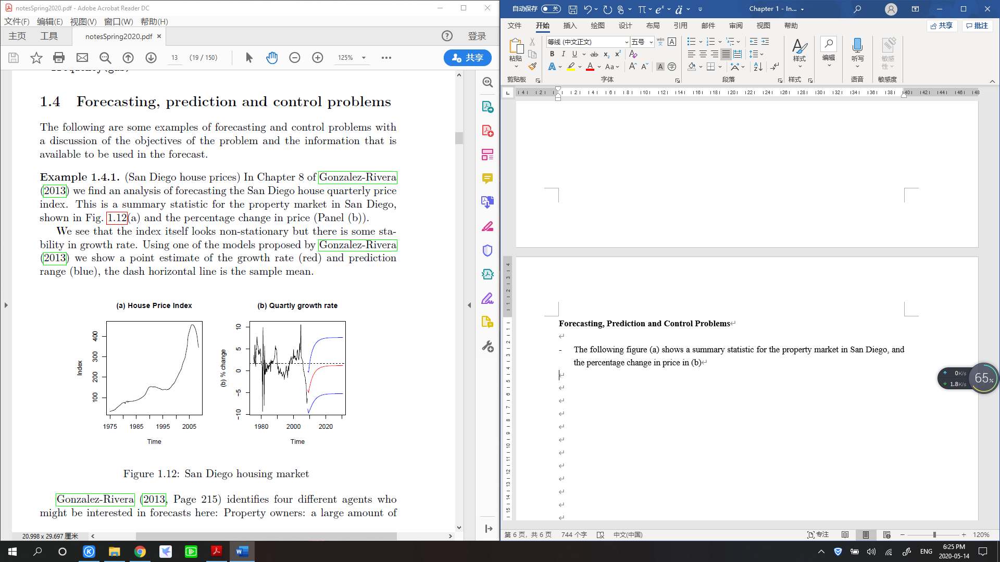 notesSpring2020.pdf - Adobe Acrobat Reader DC
文件(F) 编辑(E) 视图(V) 窗口(W) 帮助(H)
主页 工具 notesSpring2020.pdf × 登录
13 (19 / 150) 125% 共享
1.4 Forecasting, prediction and control problems
The following are some examples of forecasting and control problems with
a discussion of the objectives of the problem and the information that is
available to be used in the forecast.
Example 1.4.1. (San Diego house prices) In Chapter 8 of Gonzalez-Rivera
(2013) we find an analysis of forecasting the San Diego house quarterly price
index. This is a summary statistic for the property market in San Diego,
shown in Fig. 1.12(a) and the percentage change in price (Panel (b)).
We see that the index itself looks non-stationary but there is some sta-
bility in growth rate. Using one of the models proposed by Gonzalez-Rivera
(2013) we show a point estimate of the growth rate (red) and prediction
range (blue), the dash horizontal line is the sample mean.
(a) House Price Index
Index
400
300
200
100
1975 1985 1995 2005
Time
(b) Quartly growth rate
(b) % change
10
5
0
−5
−10
1980 2000 2020
Time
Figure 1.12: San Diego housing market
Gonzalez-Rivera (2013, Page 215) identifies four different agents who
might be interested in forecasts here: Property owners: a large amount of
20.998 x 29.697 厘米
自动保存 关 Chapter 1 - In...
文件 开始 插入 绘图 设计 布局 引用 邮件 审阅 视图 帮助 共享 批注
等线 (中文正文) 五号
粘贴 样式 编辑 听写 敏感性
剪贴板 字体 段落 样式 语音 敏感度
Forecasting, Prediction and Control Problems
- The following figure (a) shows a summary statistic for the property market in San Diego, and
the percentage change in price in (b)
0K/s
1.8K/s
65%
第 6 页，共 6 页 744 个字 中文(中国) 专注 120%
ENG
6:25 PM
2020-05-14